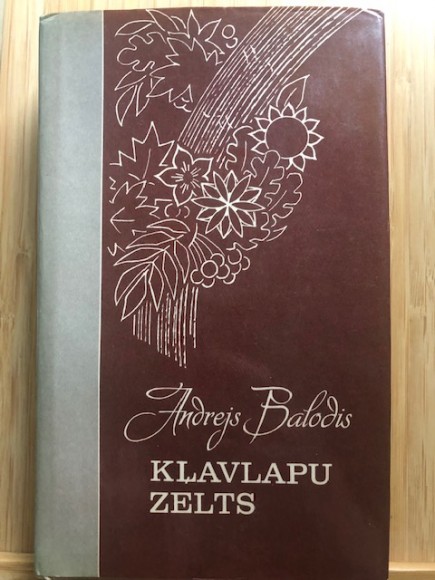 Andrejs Balodis
KĻAVLAPU
ZELTS